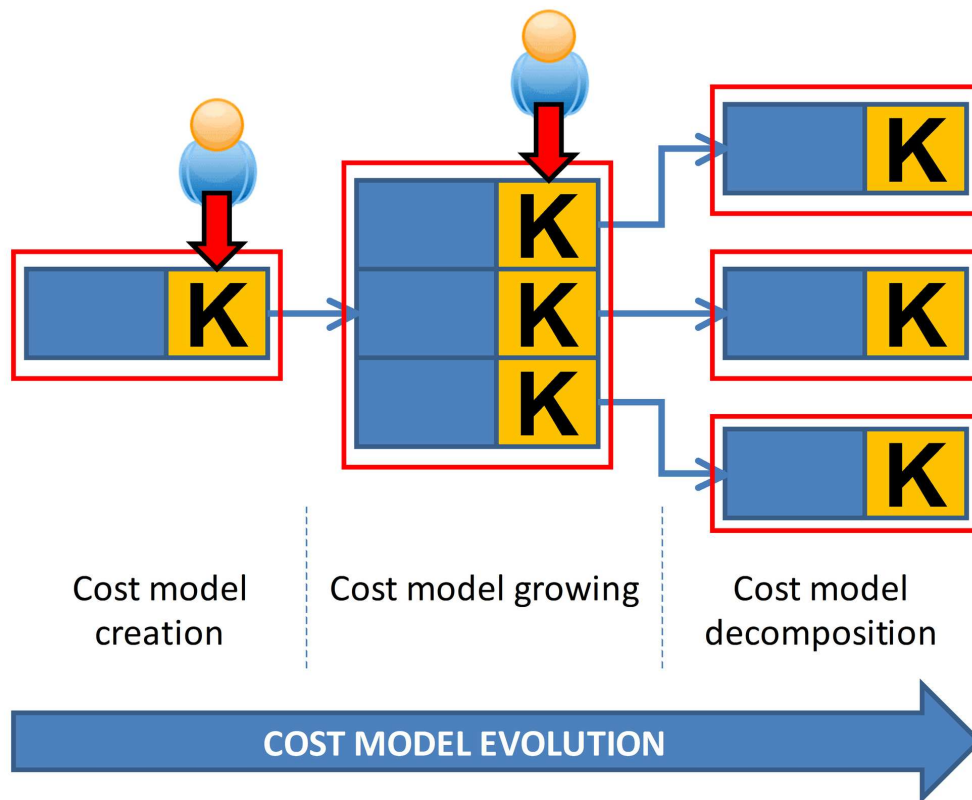 K
K
K
K
K
K
K
Cost model
creation
Cost model growing
Cost model
decomposition
COST MODEL EVOLUTION